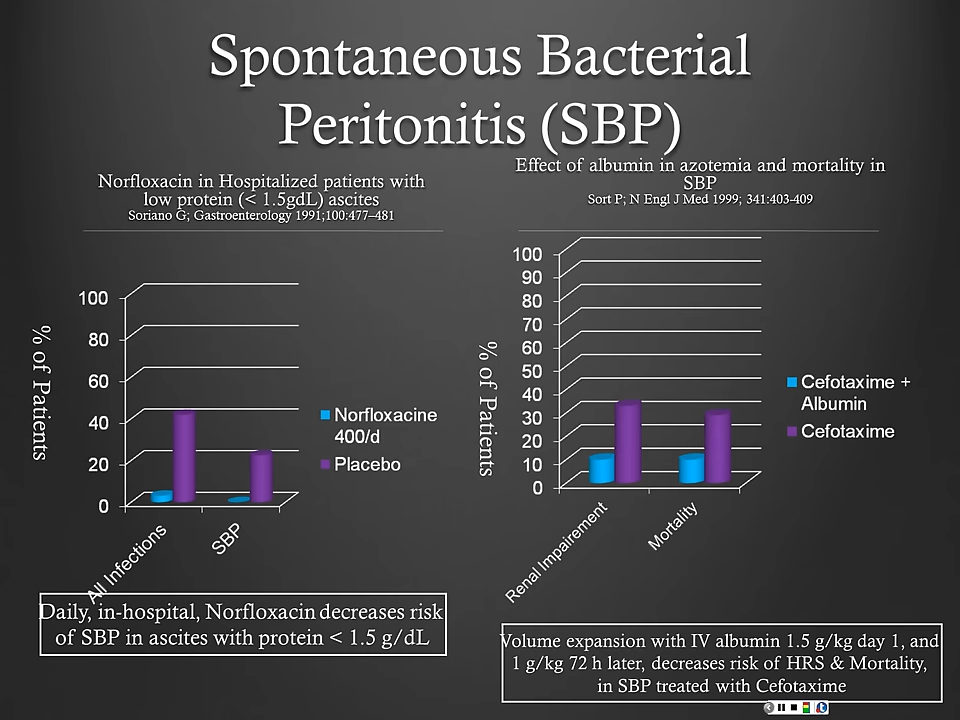 Spontaneous Bacterial
Peritonitis (SBP)
Norfloxacin in Hospitalized patients with
low protein (< 1.5gdL) ascites
Soriano G; Gastroenterology 1991;100:477–481
% of Patients
100
80
60
40
20
0
All Infections
SBP
Norfloxacine
400/d
Placebo
Daily, in-hospital, Norfloxacin decreases risk
of SBP in ascites with protein < 1.5 g/dL
Effect of albumin in azotemia and mortality in
SBP
Sort P; N Engl J Med 1999; 341:403-409
% of Patients
100
90
80
70
60
50
40
30
20
10
0
Renal Impairement
Mortality
Cefotaxime +
Albumin
Cefotaxime
Volume expansion with IV albumin 1.5 g/kg day 1, and
1 g/kg 72 h later, decreases risk of HRS & Mortality,
in SBP treated with Cefotaxime